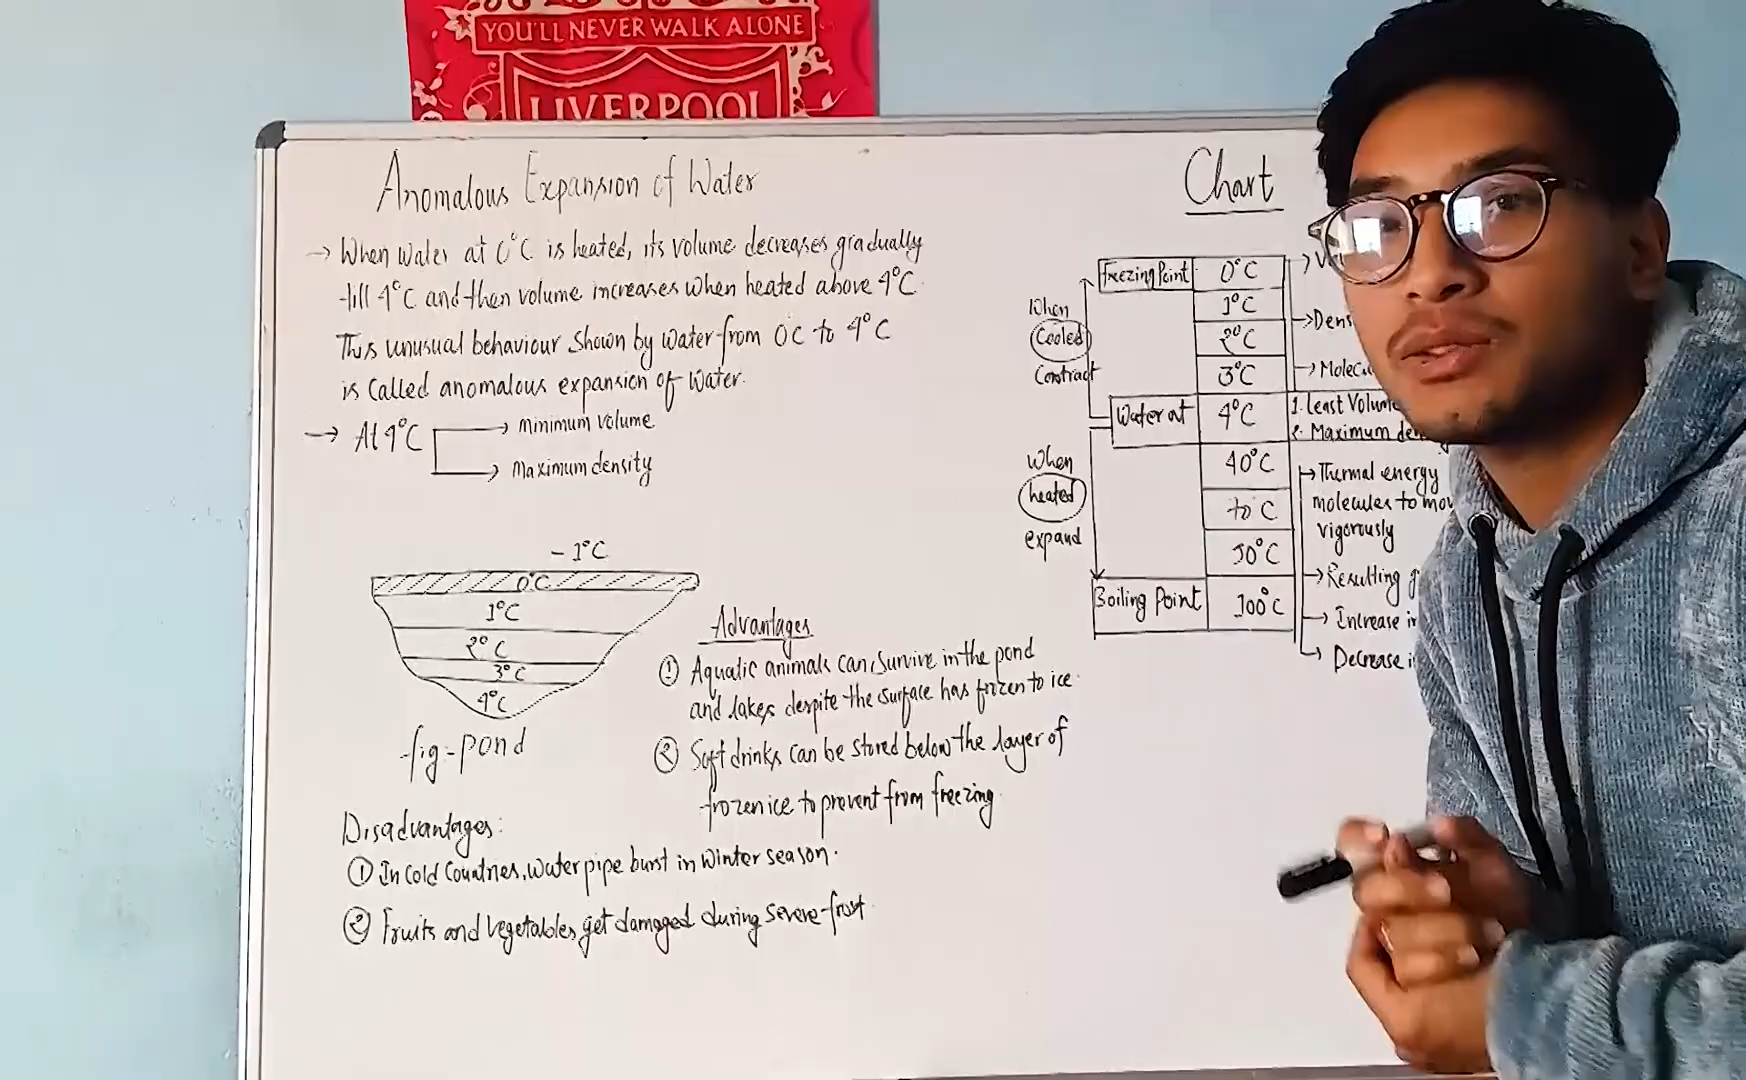 YOU'LL NEVER WALK ALONE
LIVERPOOL
Anomalous Expansion of Water
→ When Water at 0°C is heated, its volume decreases gradually
till 4°C and then volume increases when heated above 4°C.
This unusual behaviour shown by water from 0C to 4°C
is called anomalous expansion of water.
→ At 4°C → minimum volume
→ Maximum density
-1°C
0°C
1°C
2°C
3°C
4°C
fig-pond
Advantages
① Aquatic animals can survive in the pond
and lakes despite the surface has frozen to ice.
② Soft drinks can be stored below the layer of
frozen ice to prevent from freezing.
Disadvantages:
① In cold countries, water pipe burst in winter season.
② Fruits and vegetables get damaged during severe frost.
Chart
Freezing Point 0°C
1°C
2°C
3°C
When
Cooled
Contract
Water at 4°C
1. Least Volume
2. Maximum
When
heated
expand
40°C
50°C
Boiling Point 100°C
→ Thermal energy
molecules to
vigorously
→ Resulting
→ Increase
→ Decrease